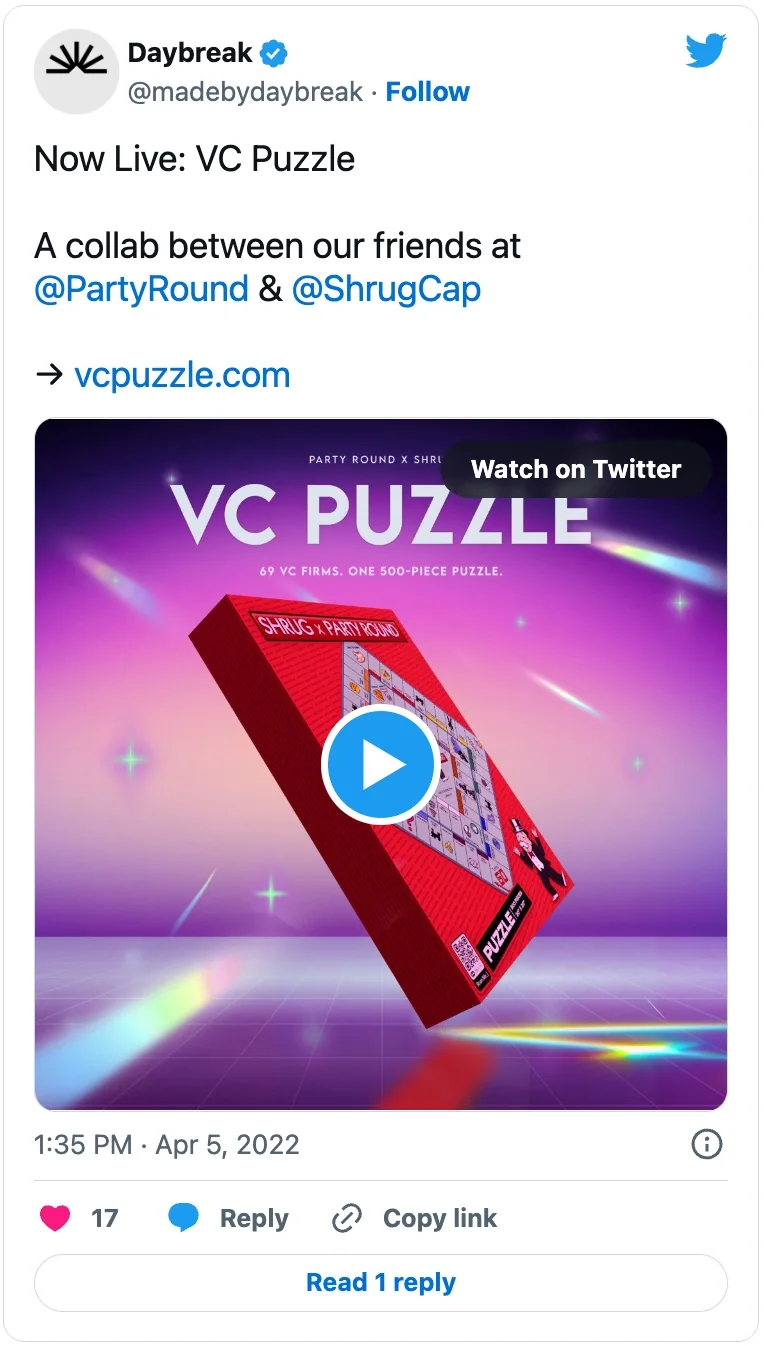 Daybreak
@madebydaybreak · Follow
Now Live: VC Puzzle
A collab between our friends at
@PartyRound & @ShrugCap
→ vcpuzzle.com
PARTY ROUND X SHRU
Watch on Twitter
VC PUZZLE
69 VC FIRMS. ONE 500-PIECE PUZZLE.
SHRUG x PARTY ROUND
PUZZLE
1:35 PM · Apr 5, 2022
17 Reply Copy link
Read 1 reply